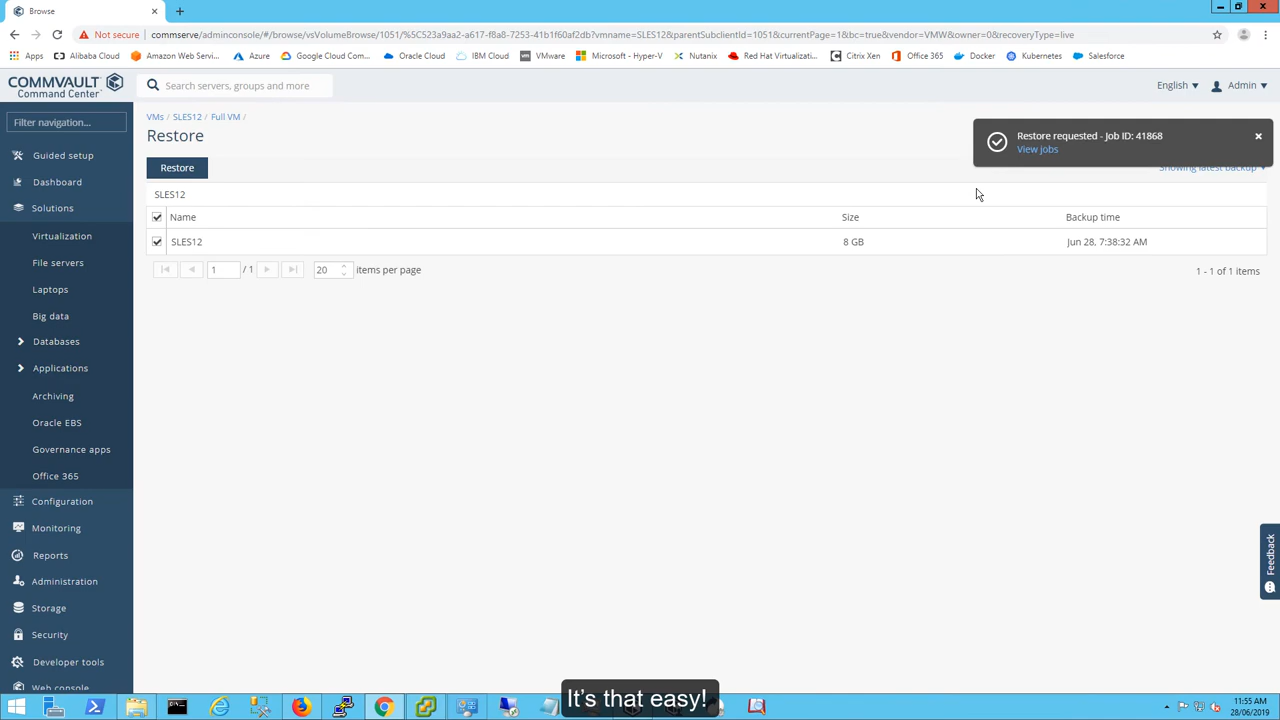 Browse
Not secure
commserve/adminconsole/#/browse/vsVolumeBrowse/1051/%5C523a9aa2-a617-f8a8-7253-41b1f60af2db?vmname=SLES12&parentSubclientId=1051&currentPage=1&bc=true&vendor=VMW&owner=0&recoveryType=live
Apps
Alibaba Cloud
Amazon Web Servi...
Azure
Google Cloud Com...
Oracle Cloud
IBM Cloud
VMware
Microsoft - Hyper-V
Nutanix
Red Hat Virtualizati...
Citrix Xen
Office 365
Docker
Kubernetes
Salesforce
COMMVAULT
Command Center
Search servers, groups and more
English
Admin
Filter navigation...
Guided setup
Dashboard
Solutions
Virtualization
File servers
Laptops
Big data
Databases
Applications
Archiving
Oracle EBS
Governance apps
Office 365
Configuration
Monitoring
Reports
Administration
Storage
Security
Developer tools
Web console
VMs / SLES12 / Full VM /
Restore
Restore requested - Job ID: 41868
View jobs
Restore
Showing latest backup
SLES12
Name Size Backup time
SLES12 8 GB Jun 28, 7:38:32 AM
1 / 1 20 items per page
1 - 1 of 1 items
Feedback
It's that easy!
11:55 AM
28/06/2019